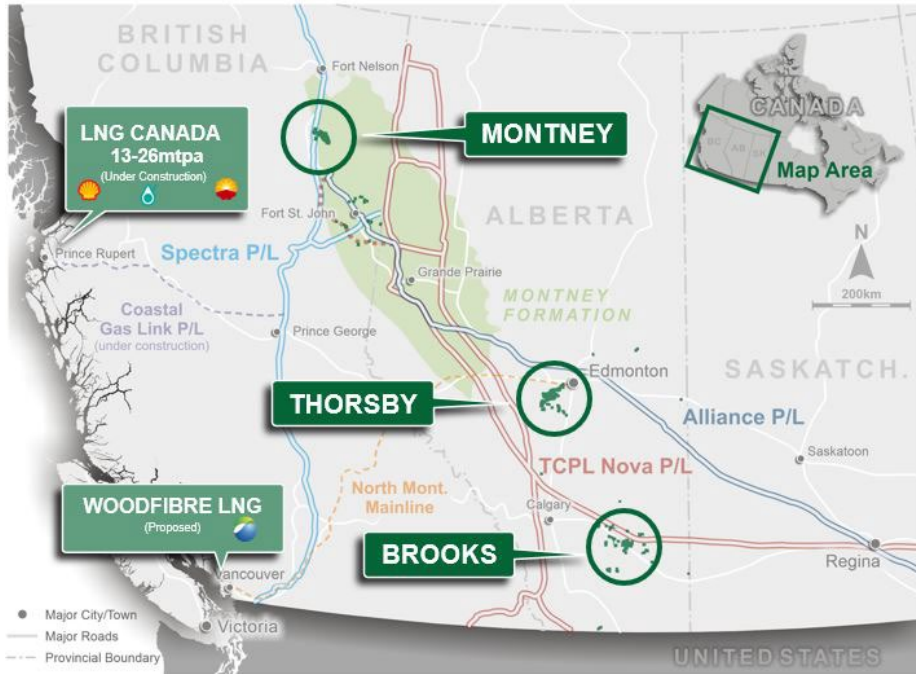 BRITISH
COLUMBIA
Fort Nelson
LNG CANADA
13-26mtpa
(Under Construction)
MONTNEY
CANADA
BC
AB
SK
Map Area
Fort St. John
ALBERTA
N
200km
Prince Rupert
Spectra P/L
Grande Prairie
Coastal
Gas Link P/L
(under construction)
MONTNEY
FORMATION
Prince George
SASKATCH.
Edmonton
THORSBY
Alliance P/L
Saskatoon
TCPL Nova P/L
North Mont.
Mainline
Calgary
WOODFIBRE LNG
(Proposed)
BROOKS
Regina
Vancouver
Victoria
Major City/Town
Major Roads
Provincial Boundary
UNITED STATES